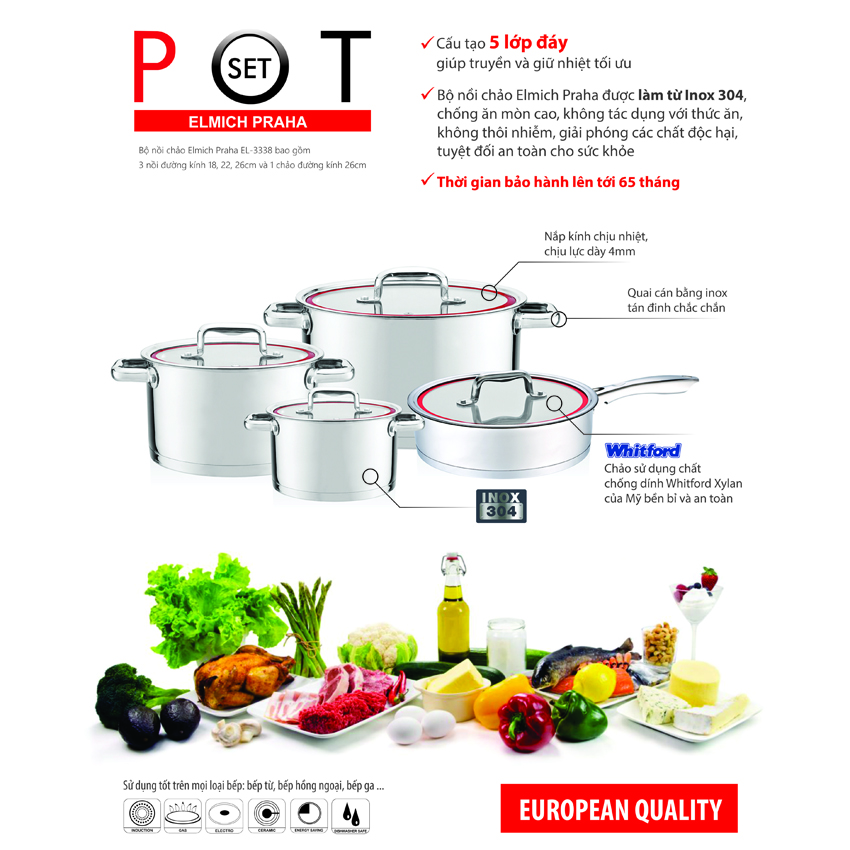 POT
SET
ELMICH PRAHA
Bộ nồi chảo Elmich Praha EL-3338 bao gồm
3 nồi đường kính 18, 22, 26cm và 1 chảo đường kính 26cm
Cấu tạo 5 lớp đáy
giúp truyền và giữ nhiệt tối ưu
Bộ nồi chảo Elmich Praha được làm từ Inox 304,
chống ăn mòn cao, không tác dụng với thức ăn,
không thôi nhiễm, giải phóng các chất độc hại,
tuyệt đối an toàn cho sức khỏe
Thời gian bảo hành lên tới 65 tháng
Nắp kính chịu nhiệt,
chịu lực dày 4mm
Quai cán bằng inox
tán đinh chắc chắn
Whitford
Chảo sử dụng chất
chống dính Whitford Xylan
của Mỹ bền bỉ và an toàn
INOX
304
Sử dụng tốt trên mọi loại bếp: bếp từ, bếp hồng ngoại, bếp ga ...
INDUCTION
GAS
ELECTRO
CERAMIC
ENERGY SAVING
DISHWASHER SAFE
EUROPEAN QUALITY